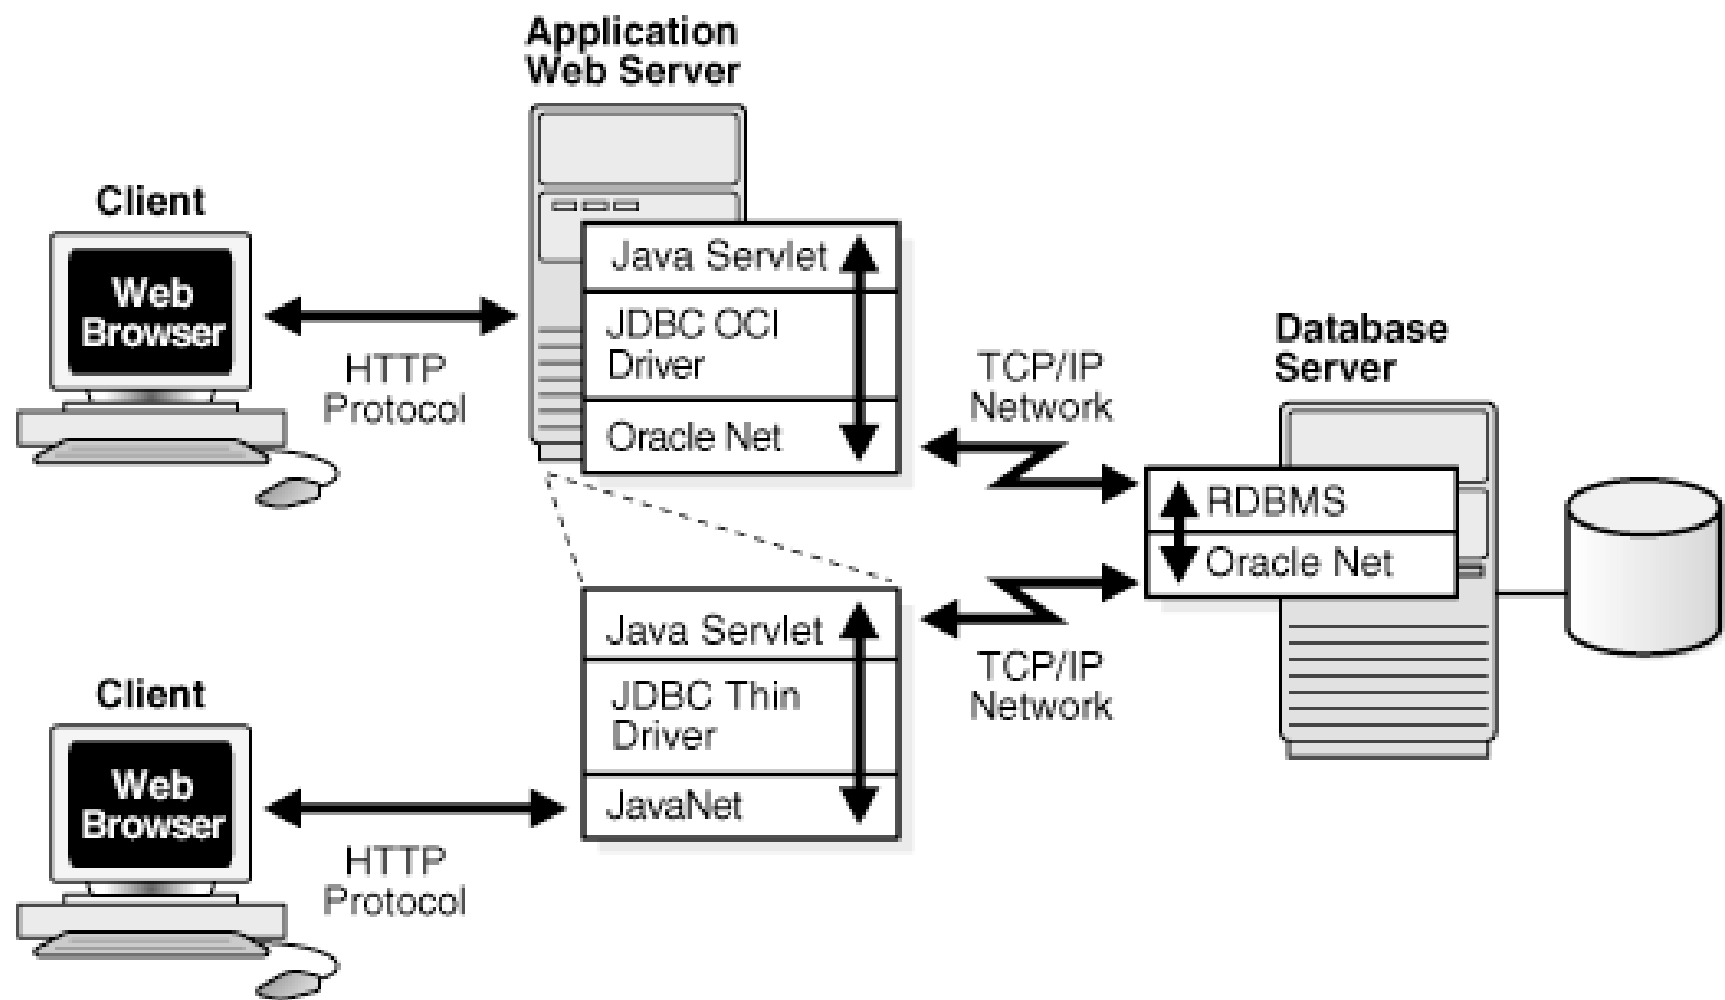 Application
Web Server
Client
Web
Browser
HTTP
Protocol
Java Servlet
JDBC OCI
Driver
Oracle Net
TCP/IP
Network
Database
Server
RDBMS
Oracle Net
Client
Web
Browser
HTTP
Protocol
Java Servlet
JDBC Thin
Driver
JavaNet
TCP/IP
Network